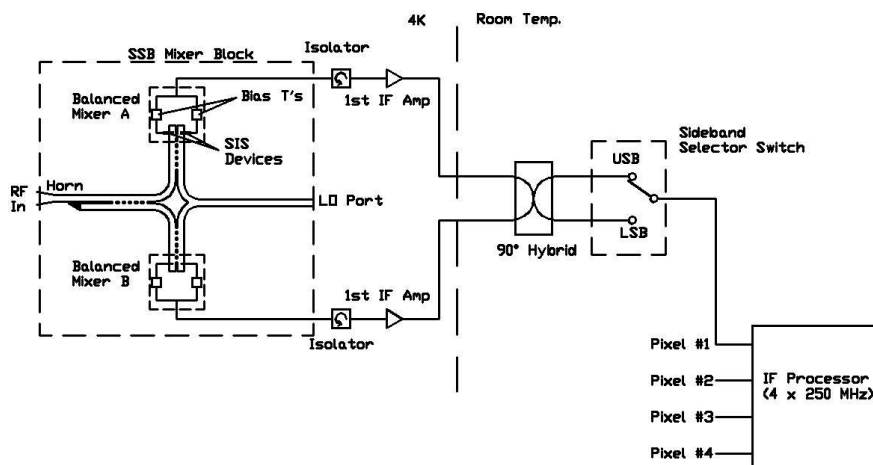 4K
Room Temp.
SSB Mixer Block
Isolator
Balanced
Mixer A
Bias T's
1st IF Amp
SIS
Devices
Sideband
Selector Switch
USB
RF
In
Horn
LO Port
LSB
90° Hybrid
Balanced
Mixer B
1st IF Amp
Isolator
Pixel #1
Pixel #2
Pixel #3
Pixel #4
IF Processor
(4 x 250 MHz)